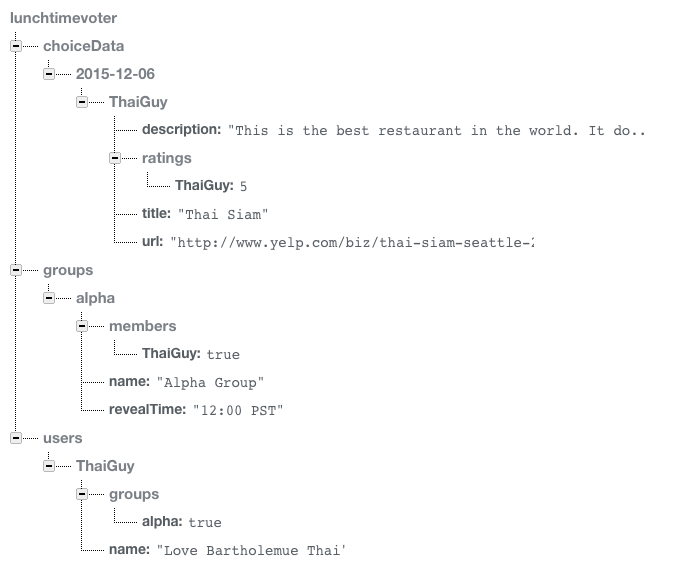 lunchtimevoter
choiceData
2015-12-06
ThaiGuy
description: "This is the best restaurant in the world. It do..
ratings
ThaiGuy: 5
title: "Thai Siam"
url: "http://www.yelp.com/biz/thai-siam-seattle-
groups
alpha
members
ThaiGuy: true
name: "Alpha Group"
revealTime: "12:00 PST"
users
ThaiGuy
groups
alpha: true
name: "Love Bartholemue Thai'